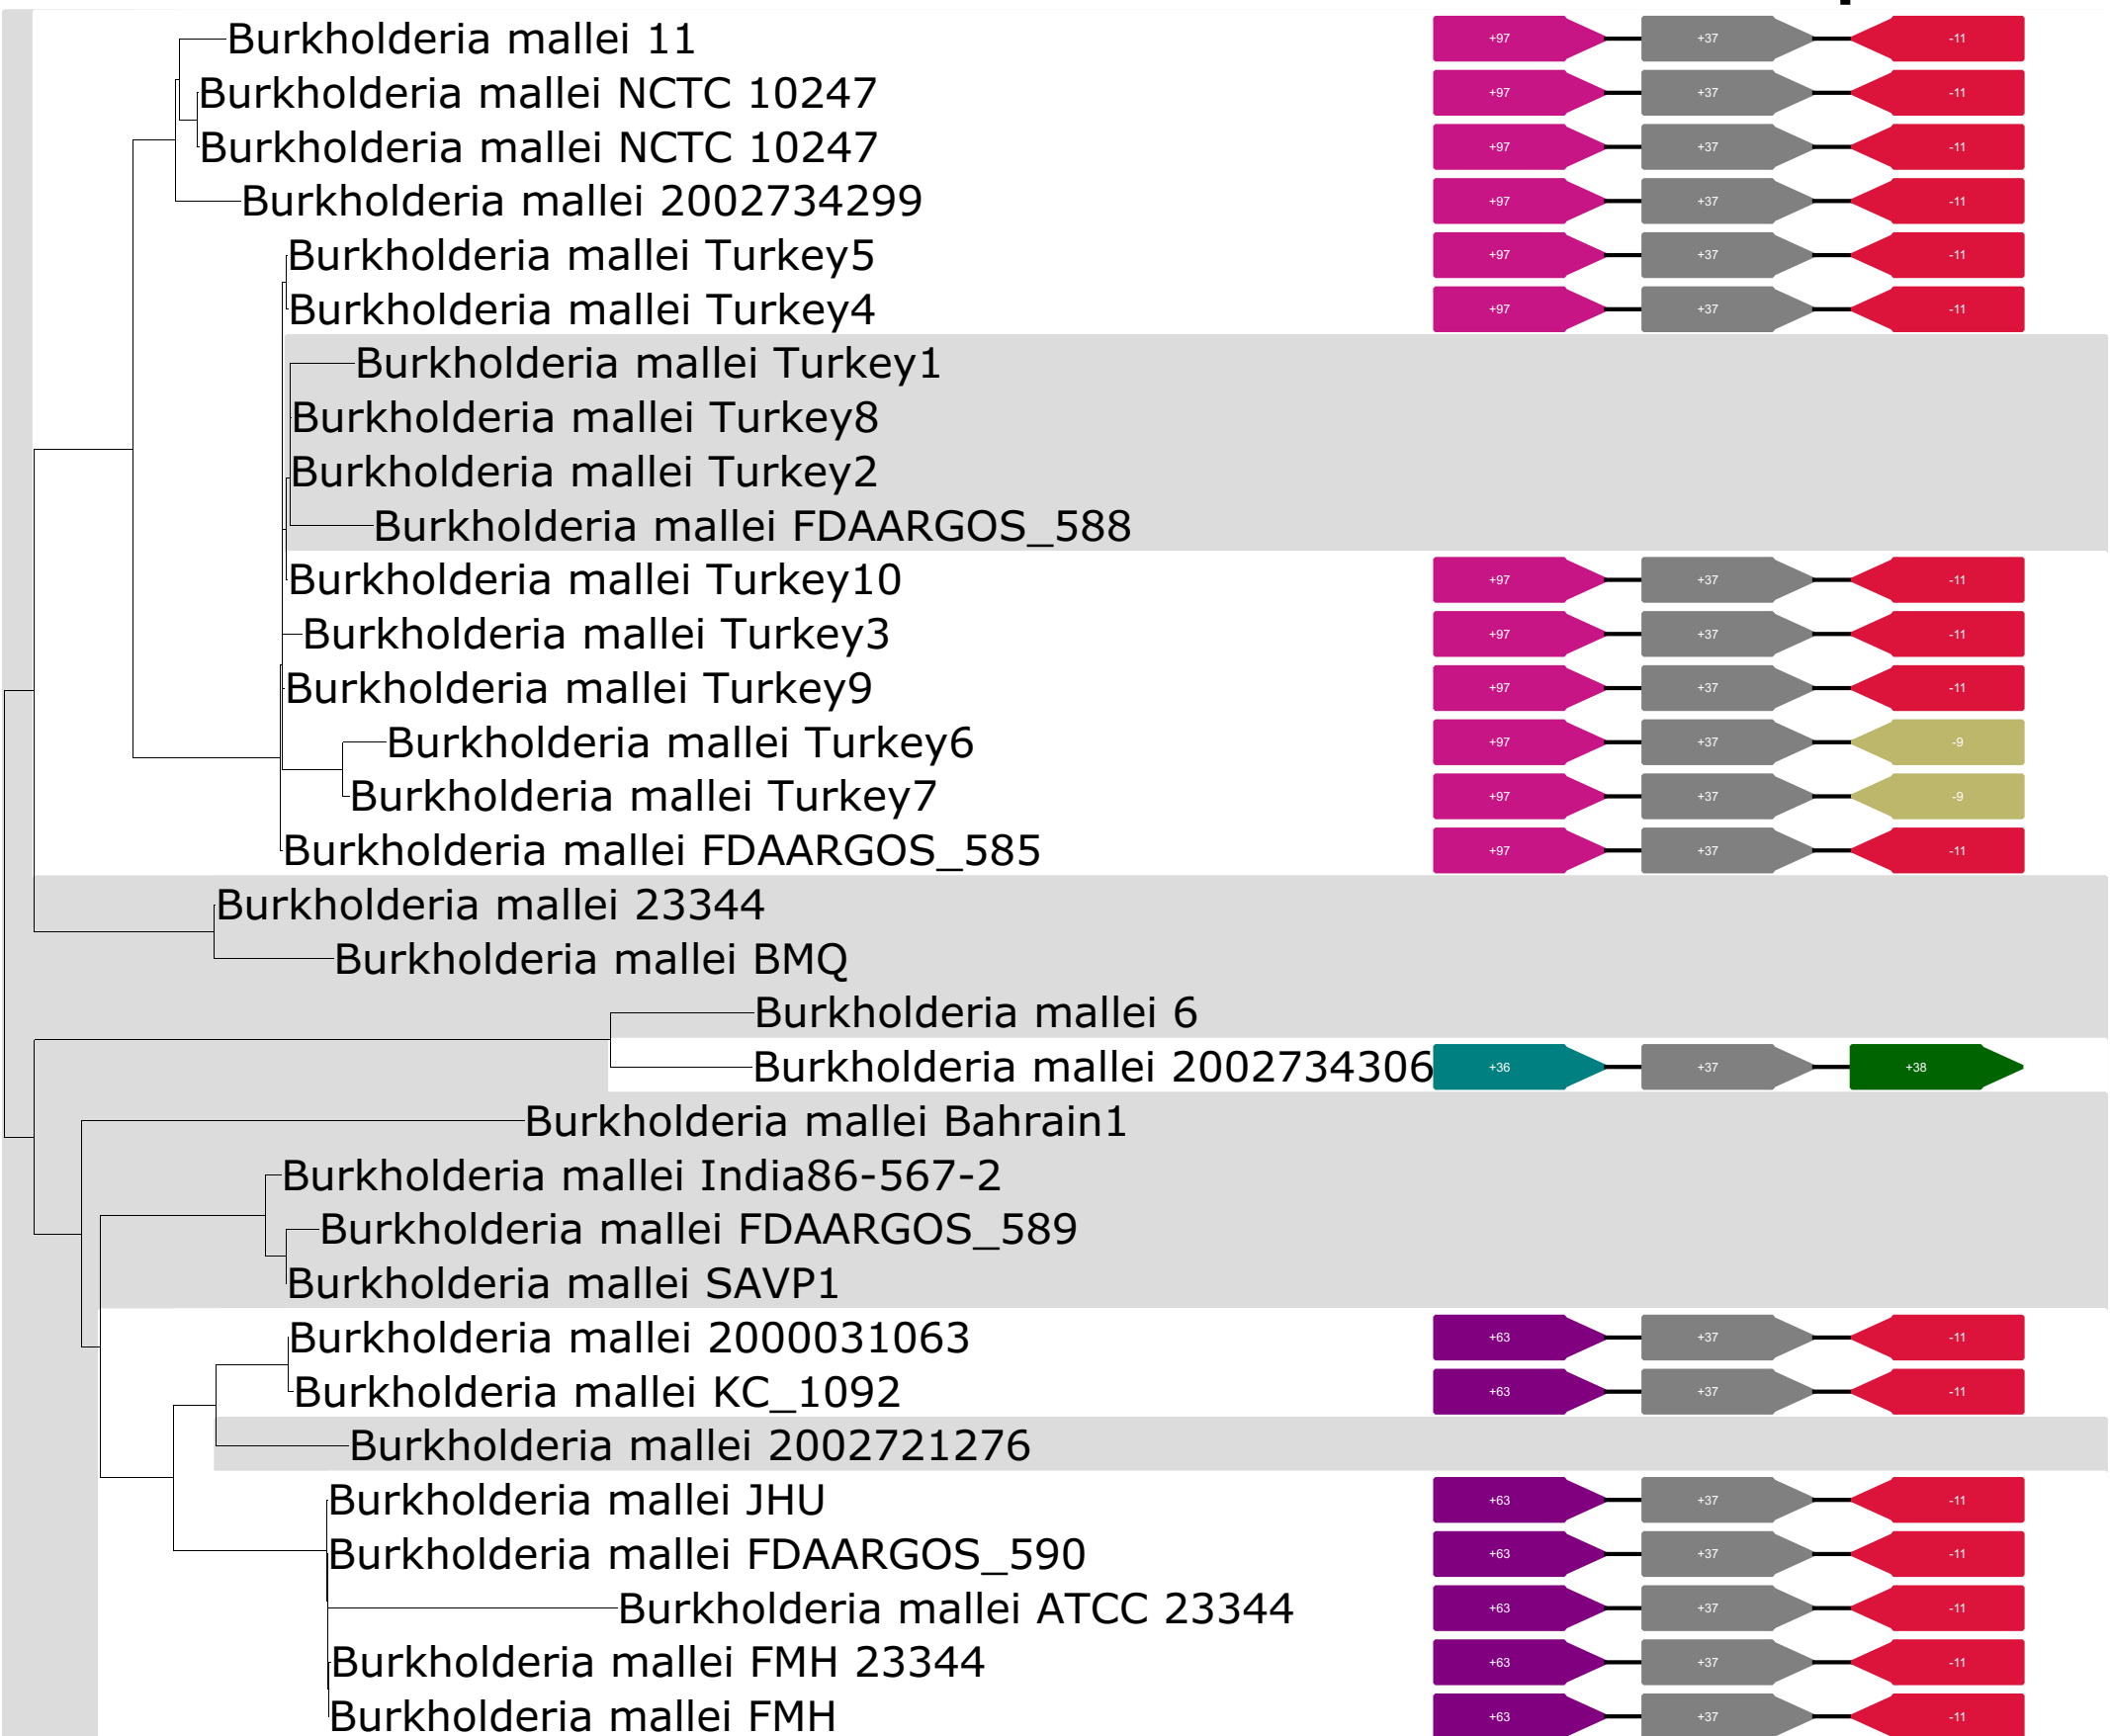 Burkholderia mallei 11 +97 +37 -11
Burkholderia mallei NCTC 10247 +97 +37 -11
Burkholderia mallei NCTC 10247 +97 +37 -11
Burkholderia mallei 2002734299 +97 +37 -11
Burkholderia mallei Turkey5 +97 +37 -11
Burkholderia mallei Turkey4 +97 +37 -11
Burkholderia mallei Turkey1
Burkholderia mallei Turkey8
Burkholderia mallei Turkey2
Burkholderia mallei FDAARGOS_588
Burkholderia mallei Turkey10 +97 +37 -11
Burkholderia mallei Turkey3 +97 +37 -11
Burkholderia mallei Turkey9 +97 +37 -11
Burkholderia mallei Turkey6 +97 +37 -9
Burkholderia mallei Turkey7 +97 +37 -9
Burkholderia mallei FDAARGOS_585 +97 +37 -11
Burkholderia mallei 23344
Burkholderia mallei BMQ
Burkholderia mallei 6
Burkholderia mallei 2002734306 +36 +37 +38
Burkholderia mallei Bahrain1
Burkholderia mallei India86-567-2
Burkholderia mallei FDAARGOS_589
Burkholderia mallei SAVP1
Burkholderia mallei 2000031063 +63 +37 -11
Burkholderia mallei KC_1092 +63 +37 -11
Burkholderia mallei 2002721276
Burkholderia mallei JHU +63 +37 -11
Burkholderia mallei FDAARGOS_590 +63 +37 -11
Burkholderia mallei ATCC 23344 +63 +37 -11
Burkholderia mallei FMH 23344 +63 +37 -11
Burkholderia mallei FMH +63 +37 -11